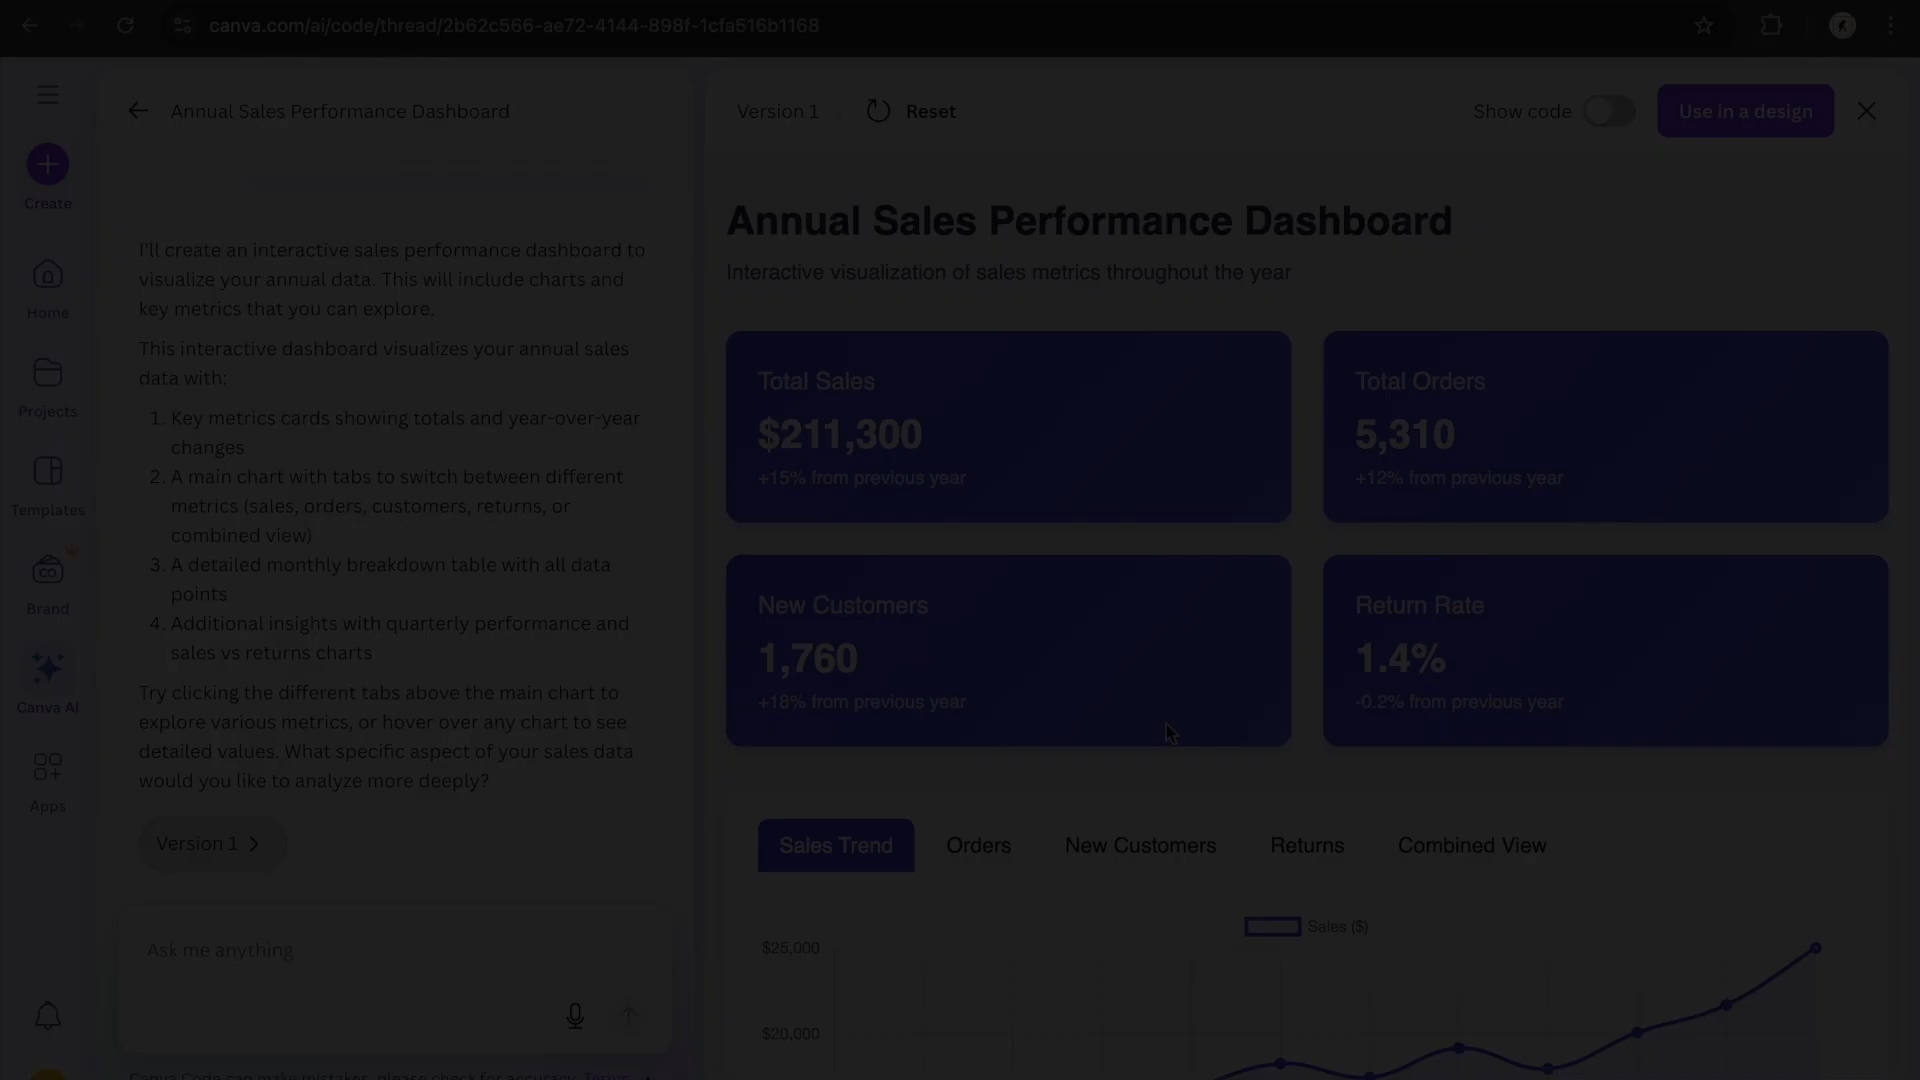 canva.com/ai/code/thread/2b62c566-ae72-4144-898f-1cfa516b1168
Create
Home
Projects
Templates
CO
Brand
Canva AI
Apps
Annual Sales Performance Dashboard
I'll create an interactive sales performance dashboard to
visualize your annual data. This will include charts and
key metrics that you can explore.
This interactive dashboard visualizes your annual sales
data with:
1. Key metrics cards showing totals and year-over-year
changes
2. A main chart with tabs to switch between different
metrics (sales, orders, customers, returns, or
combined view)
3. A detailed monthly breakdown table with all data
points
4. Additional insights with quarterly performance and
sales vs returns charts
Try clicking the different tabs above the main chart to
explore various metrics, or hover over any chart to see
detailed values. What specific aspect of your sales data
would you like to analyze more deeply?
Version 1
Ask me anything
Canva Code can make mistakes, please check for accuracy. Terms
Version 1
Reset
Show code
Use in a design
Annual Sales Performance Dashboard
Interactive visualization of sales metrics throughout the year
Total Sales
$211,300
+15% from previous year
Total Orders
5,310
+12% from previous year
New Customers
1,760
+18% from previous year
Return Rate
1.4%
-0.2% from previous year
Sales Trend Orders New Customers Returns Combined View
Sales ($)
$25,000
$20,000